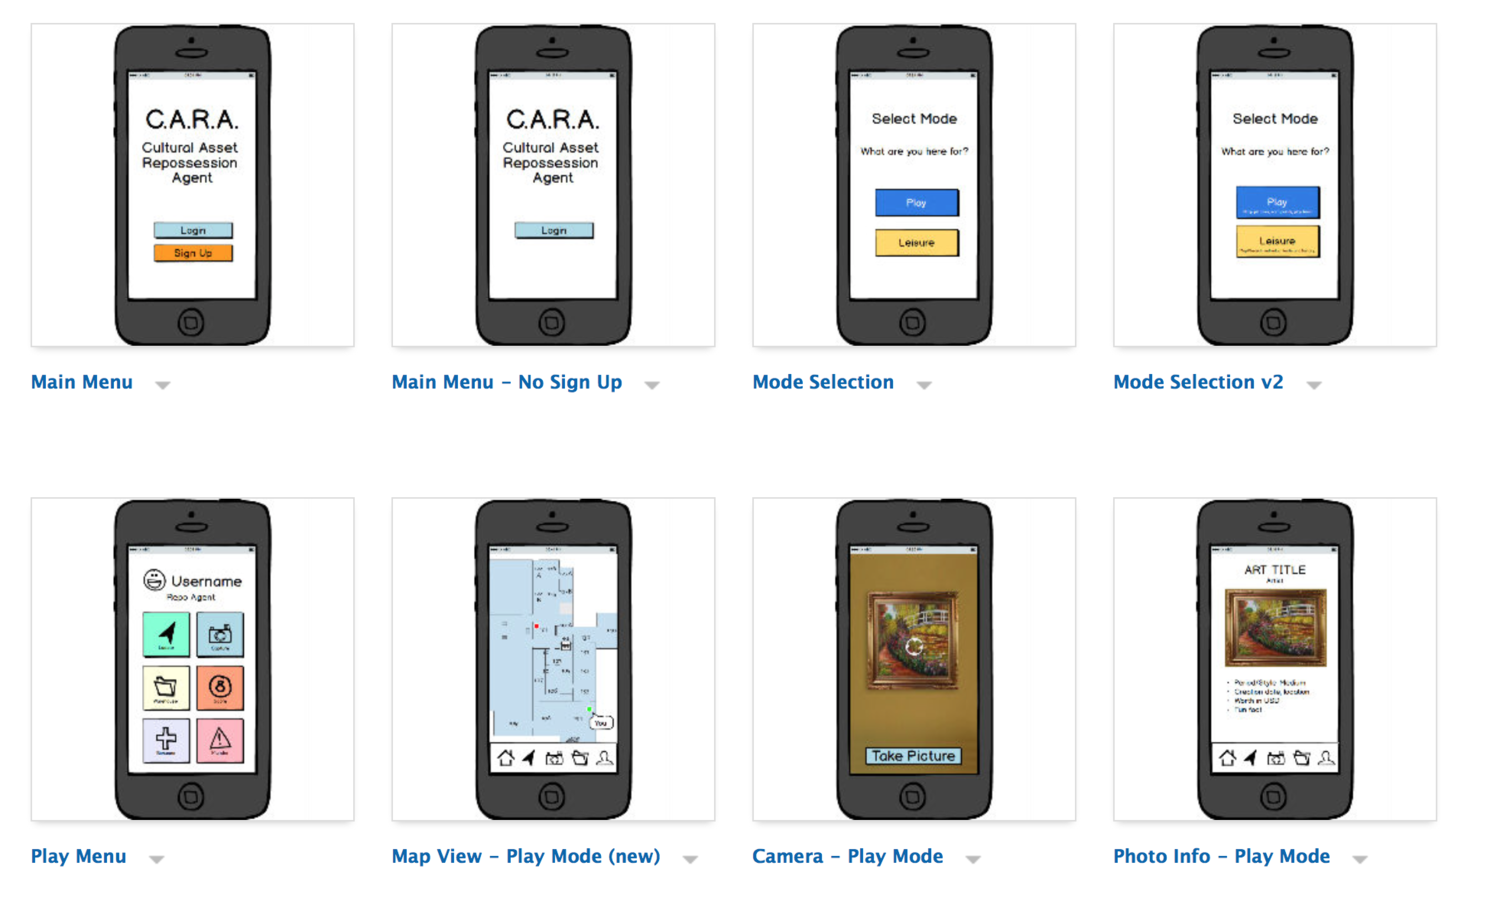 C.A.R.A.
Cultural Asset
Repossession
Agent
Login
Sign Up
C.A.R.A.
Cultural Asset
Repossession
Agent
Login
Select Mode
What are you here for?
Play
Leisure
Select Mode
What are you here for?
Play
Leisure
Main Menu
Main Menu - No Sign Up
Mode Selection
Mode Selection v2
Username
Repo Agent
Capture
Warehouse
You
Take Picture
ART TITLE
Artist
Period/Style Medium
Creation date, location
Worth in USD
Fun fact
Play Menu
Map View - Play Mode (new)
Camera - Play Mode
Photo Info - Play Mode